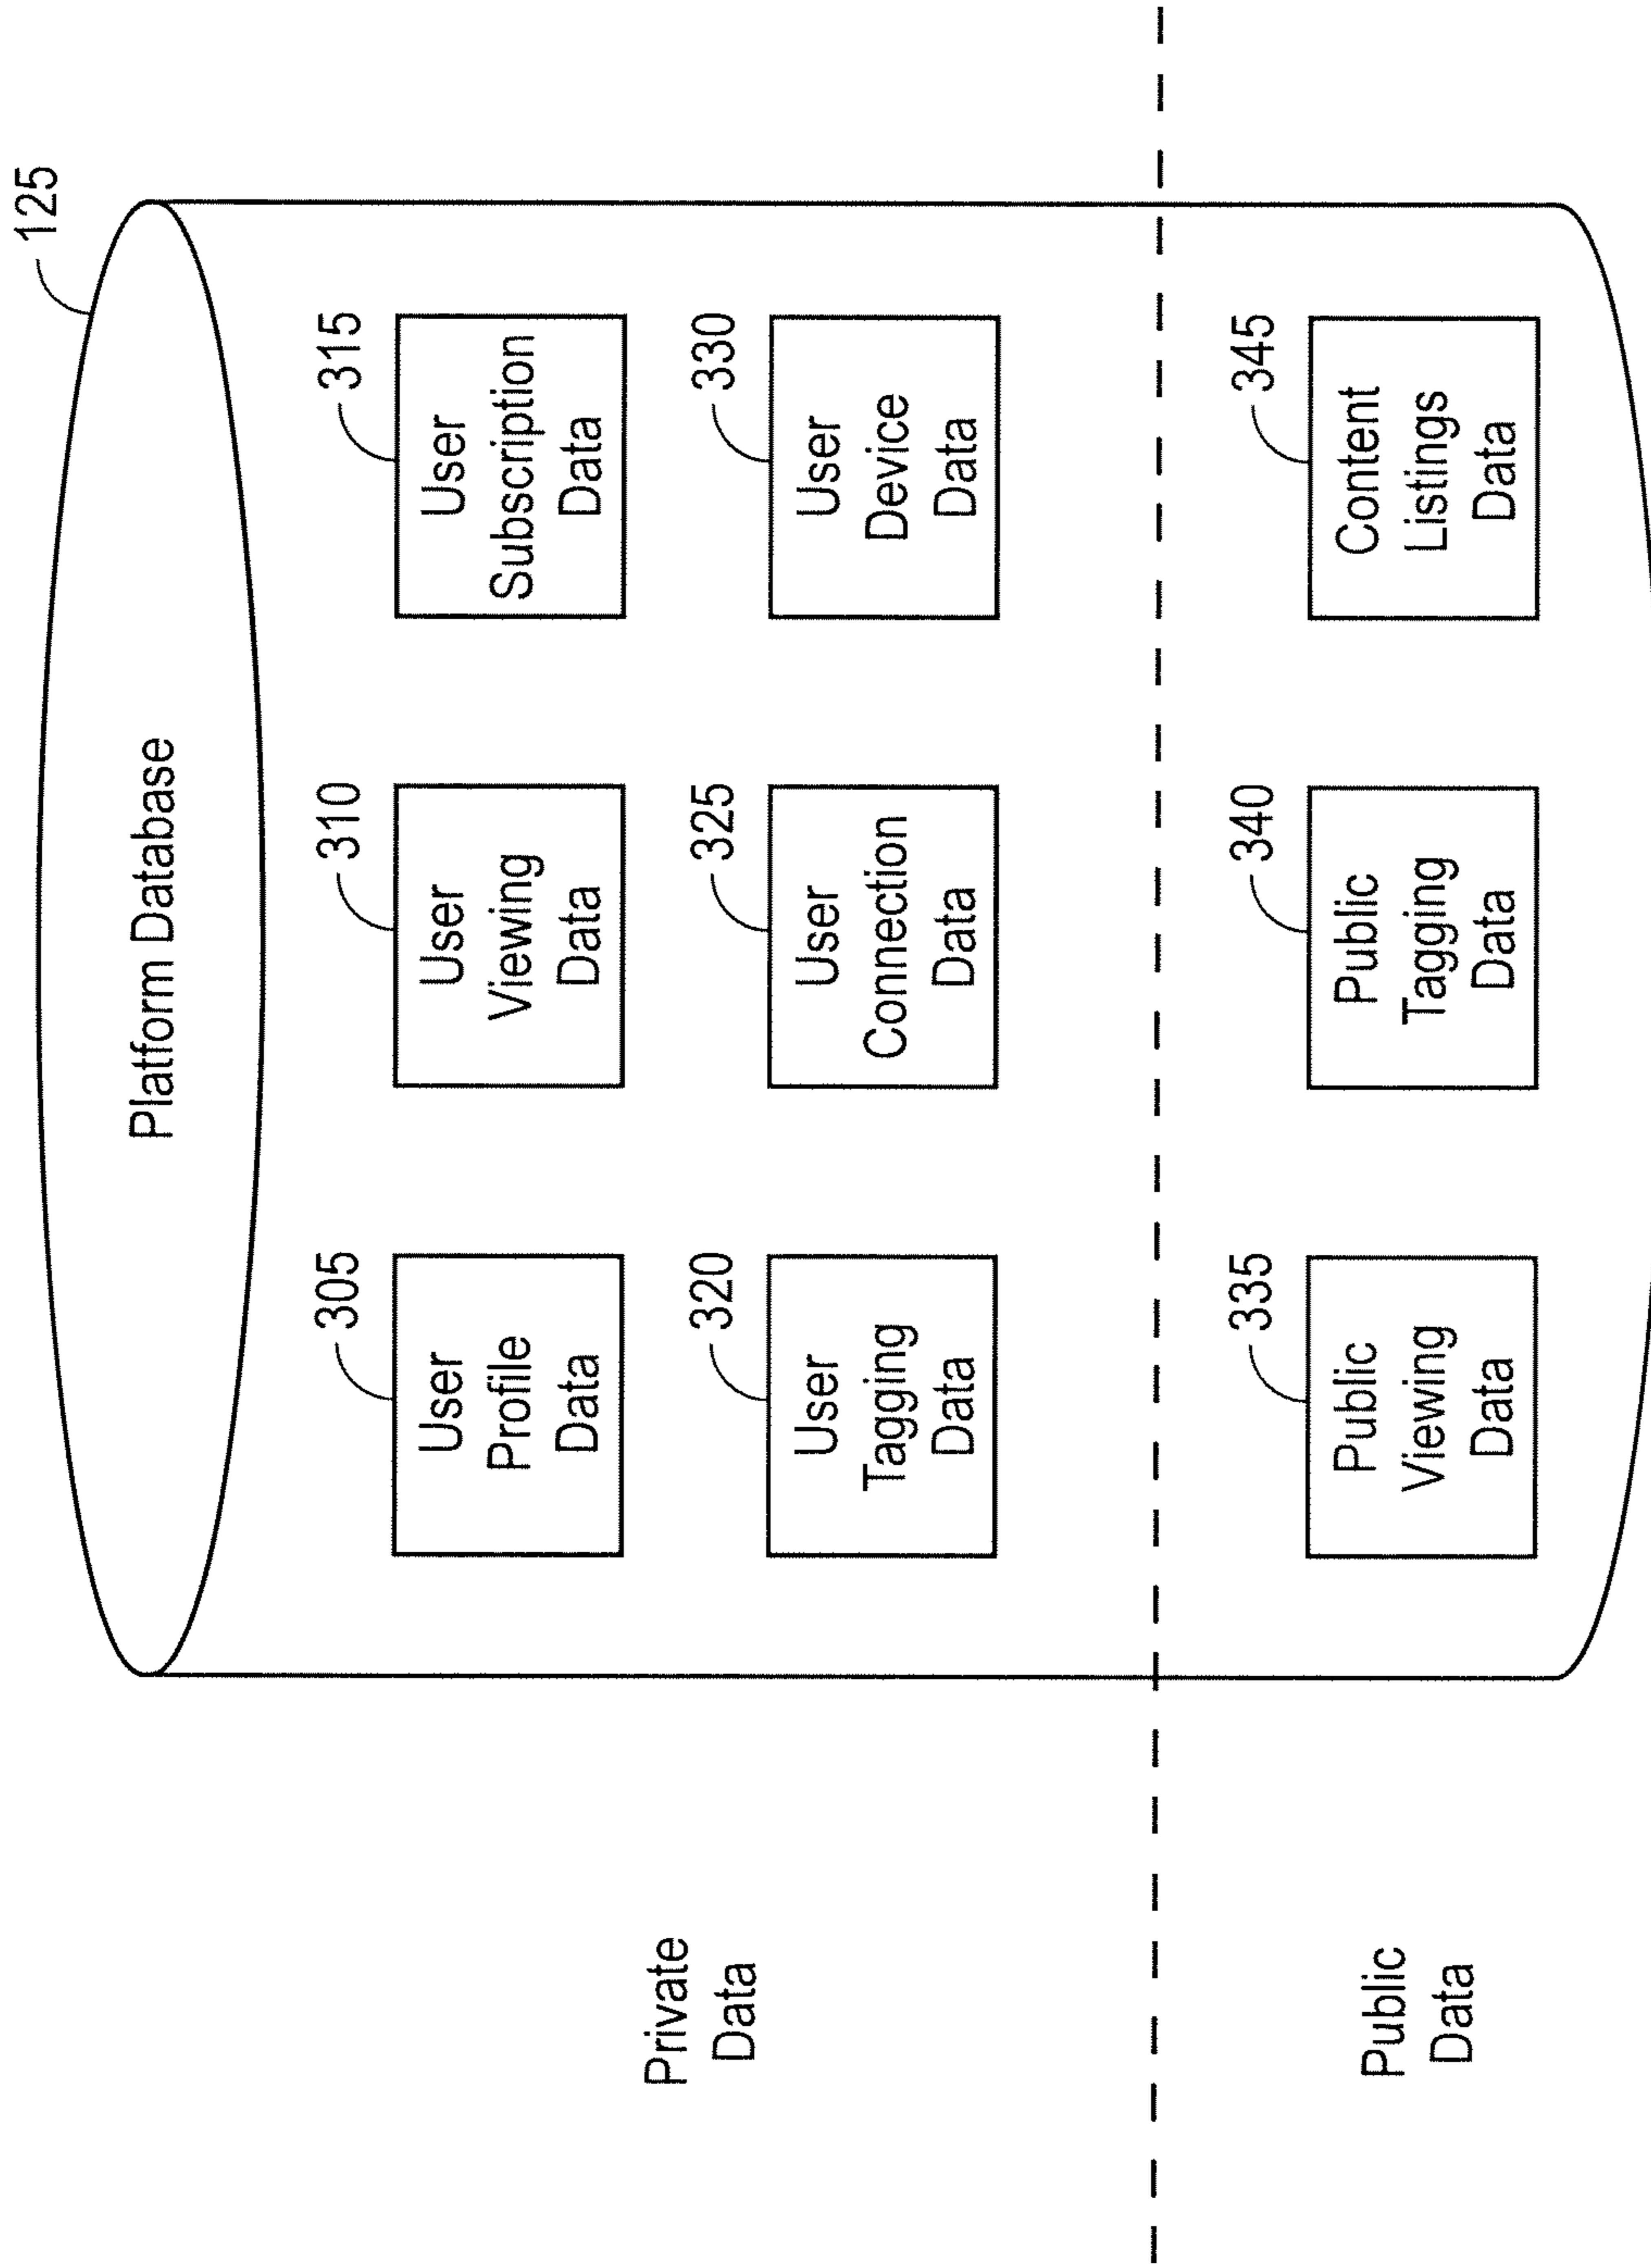 125
Platform Database
305
User
Profile
Data
310
User
Viewing
Data
315
User
Subscription
Data
Private
Data
320
User
Tagging
Data
325
User
Connection
Data
330
User
Device
Data
Public
Data
335
Public
Viewing
Data
340
Public
Tagging
Data
345
Content
Listings
Data